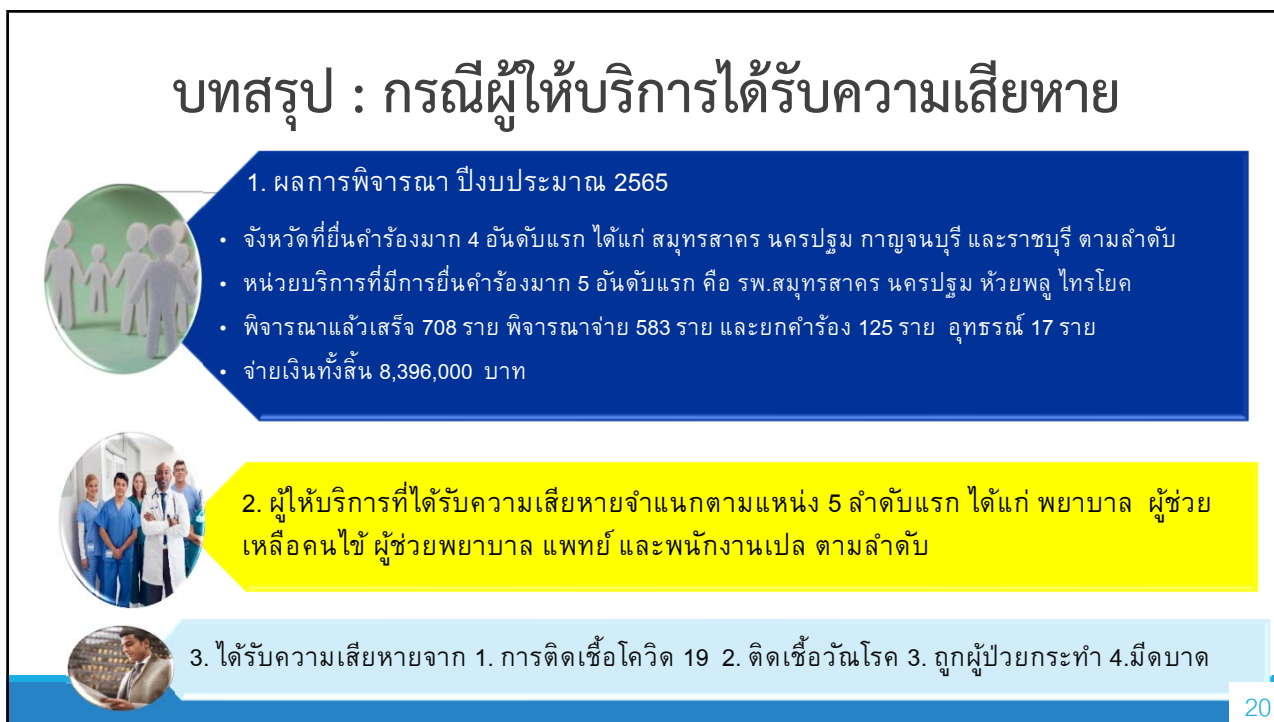 บทสรุป : กรณีผู้ให้บริการได้รับความเสียหาย
1. ผลการพิจารณา ปีงบประมาณ 2565
• จังหวัดที่ยื่นคำร้องมาก 4 อันดับแรก ได้แก่ สมุทรสาคร นครปฐม กาญจนบุรี และราชบุรี ตามลำดับ
• หน่วยบริการที่มีการยื่นคำร้องมาก 5 อันดับแรก คือ รพ.สมุทรสาคร นครปฐม ห้วยพลู ไทรโยค
• พิจารณาแล้วเสร็จ 708 ราย พิจารณาจ่าย 583 ราย และยกคำร้อง 125 ราย อุทธรณ์ 17 ราย
• จ่ายเงินทั้งสิ้น 8,396,000 บาท
2. ผู้ให้บริการที่ได้รับความเสียหายจำแนกตามแหน่ง 5 ลำดับแรก ได้แก่ พยาบาล ผู้ช่วย
เหลือคนไข้ ผู้ช่วยพยาบาล แพทย์ และพนักงานเปล ตามลำดับ
3. ได้รับความเสียหายจาก 1. การติดเชื้อโควิด 19 2. ติดเชื้อวัณโรค 3. ถูกผู้ป่วยกระทำ 4.มีดบาด
20